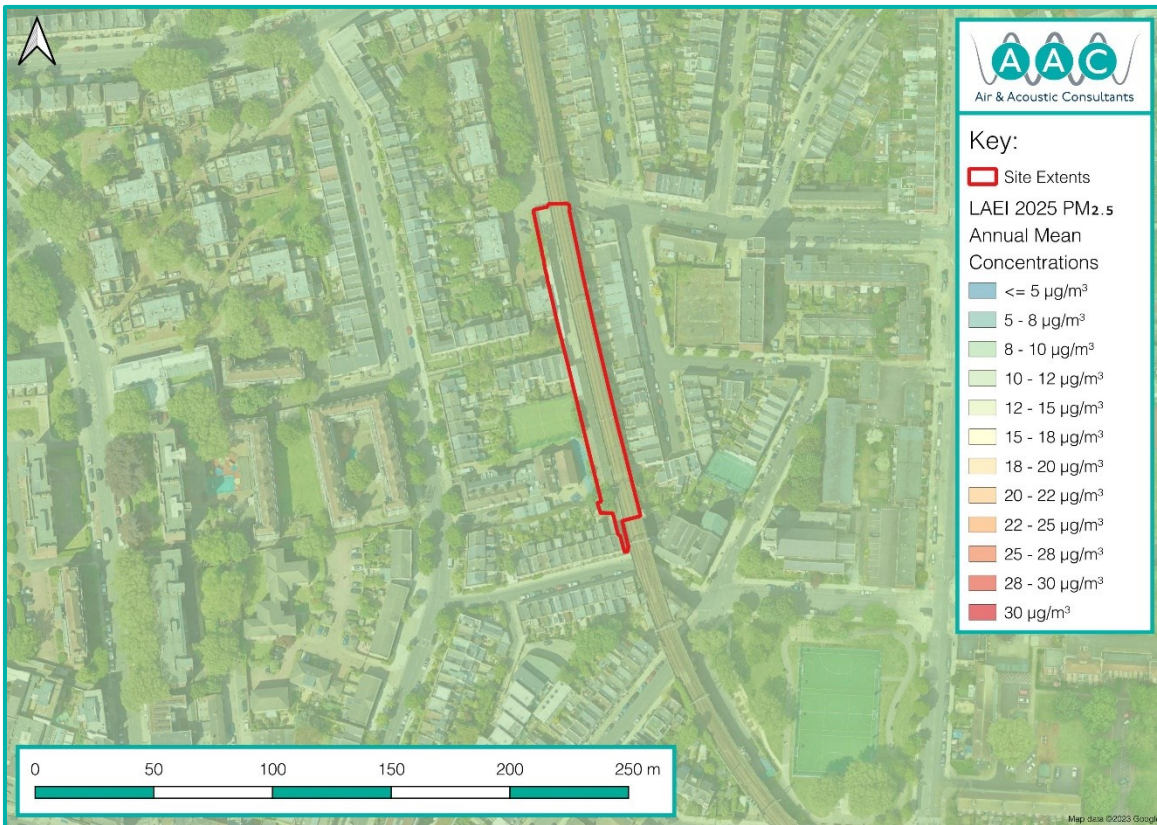 AAC
Air & Acoustic Consultants
Key:
Site Extents
LAEI 2025 PM2.5
Annual Mean
Concentrations
<= 5 µg/m³
5 - 8 µg/m³
8 - 10 µg/m³
10 - 12 µg/m³
12 - 15 µg/m³
15 - 18 µg/m³
18 - 20 µg/m³
20 - 22 µg/m³
22 - 25 µg/m³
25 - 28 µg/m³
28 - 30 µg/m³
30 µg/m³
0 50 100 150 200 250 m
Map data ©2023 Google